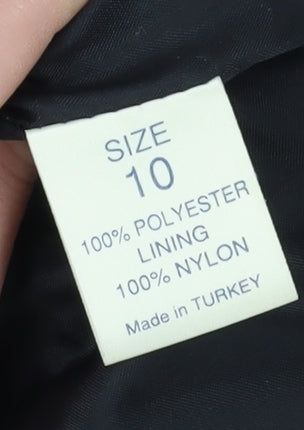 SIZE
10
100% POLYESTER
LINING
100% NYLON
Made in TURKEY